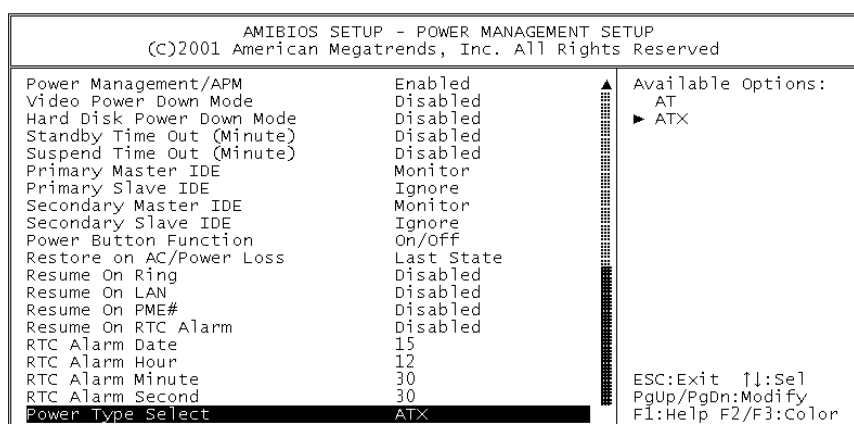 AMIBIOS SETUP - POWER MANAGEMENT SETUP
(C)2001 American Megatrends, Inc. All Rights Reserved
Power Management/APM Enabled
Video Power Down Mode Disabled
Hard Disk Power Down Mode Disabled
Standby Time Out (Minute) Disabled
Suspend Time Out (Minute) Disabled
Primary Master IDE Monitor
Primary Slave IDE Ignore
Secondary Master IDE Monitor
Secondary Slave IDE Ignore
Power Button Function On/Off
Restore on AC/Power Loss Last State
Resume On Ring Disabled
Resume On LAN Disabled
Resume On PME# Disabled
Resume On RTC Alarm Disabled
RTC Alarm Date 15
RTC Alarm Hour 12
RTC Alarm Minute 30
RTC Alarm Second 30
Power Type Select ATX
Available Options:
AT
► ATX
ESC:Exit ↑↓:Sel
PgUp/PgDn:Modify
F1:Help F2/F3:Color